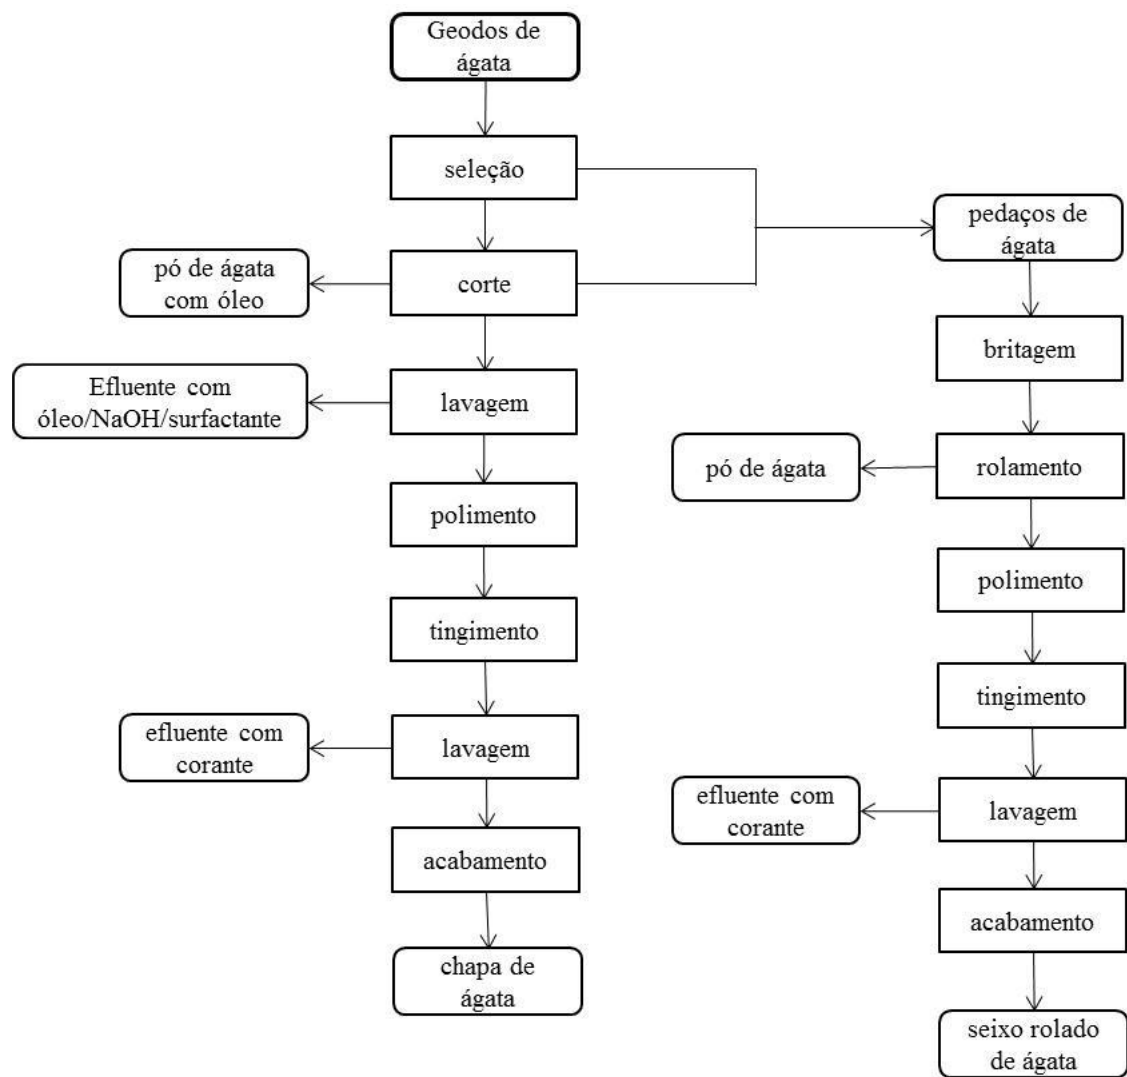 Geodos de
ágata
seleção
pedaços de
ágata
pó de ágata
com óleo
corte
britagem
Efluente com
óleo/NaOH/surfactante
lavagem
pó de ágata
rolamento
polimento
polimento
tingimento
tingimento
efluente com
corante
lavagem
efluente com
corante
lavagem
acabamento
acabamento
chapa de
ágata
seixo rolado
de ágata